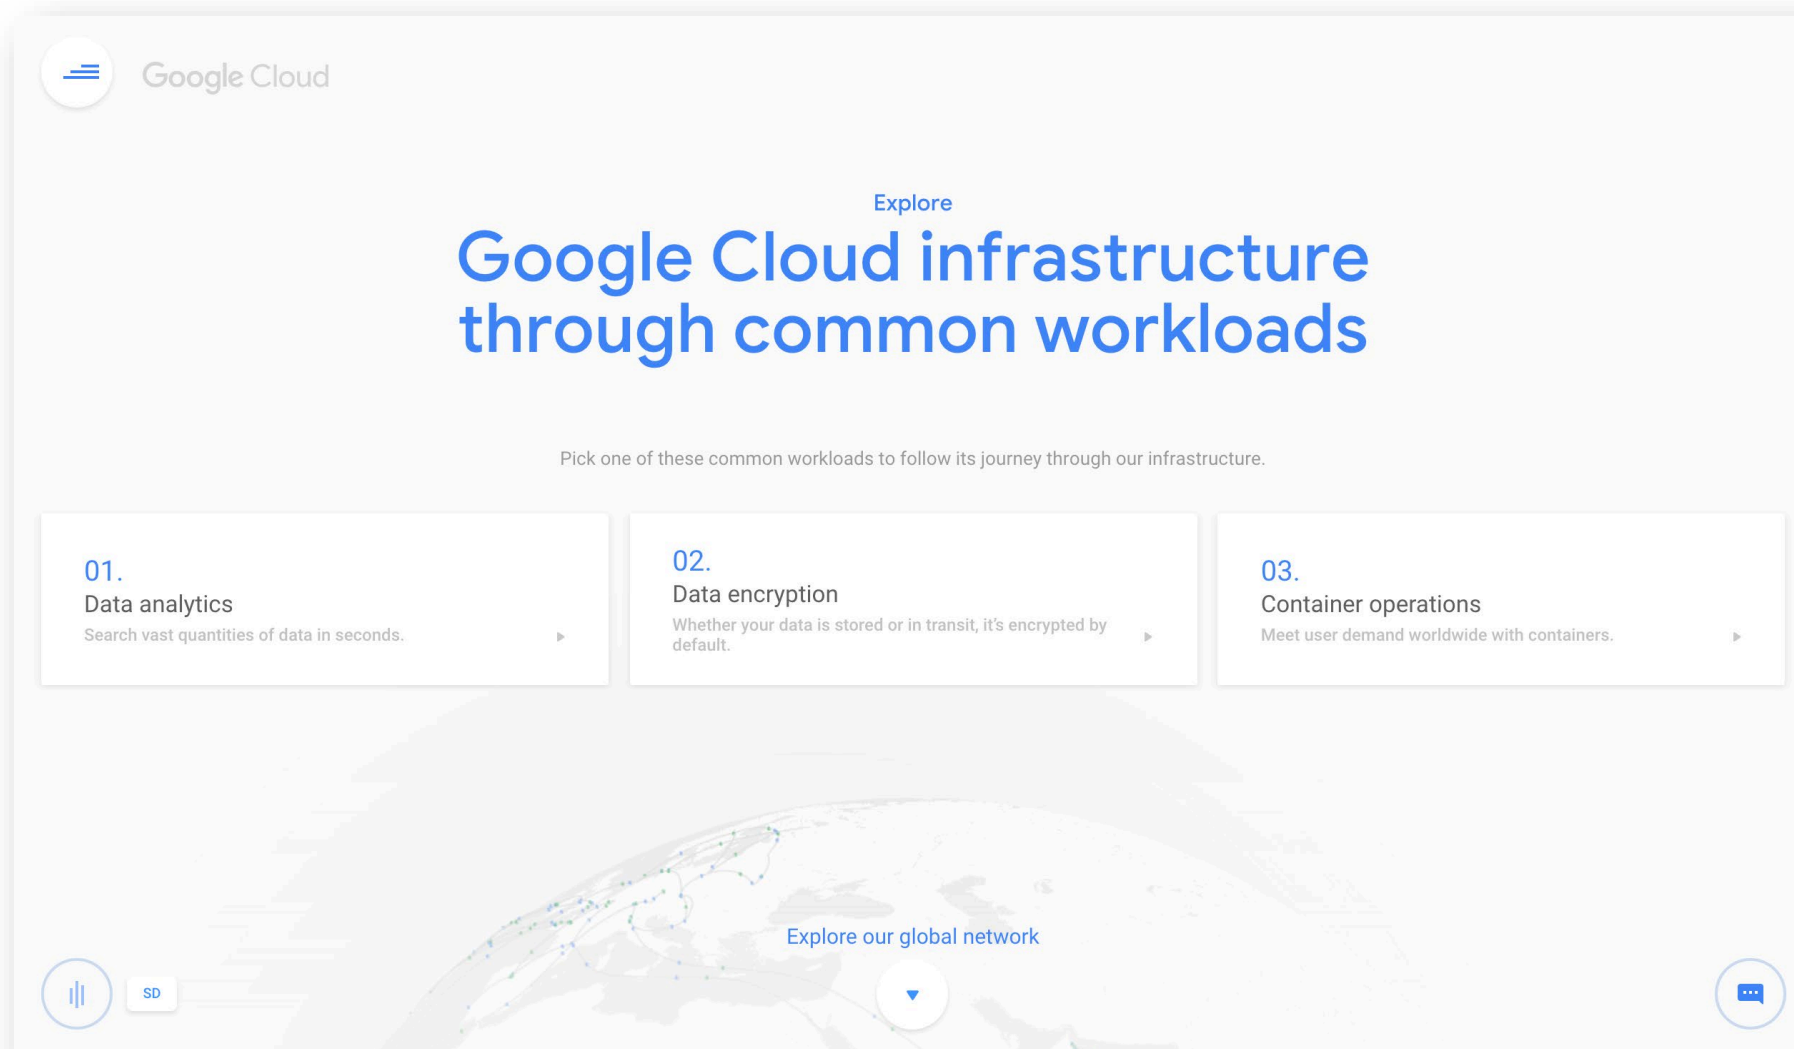 Google Cloud
Explore
Google Cloud infrastructure
through common workloads
Pick one of these common workloads to follow its journey through our infrastructure.
01.
Data analytics
Search vast quantities of data in seconds.
02.
Data encryption
Whether your data is stored or in transit, it's encrypted by
default.
03.
Container operations
Meet user demand worldwide with containers.
Explore our global network
SD